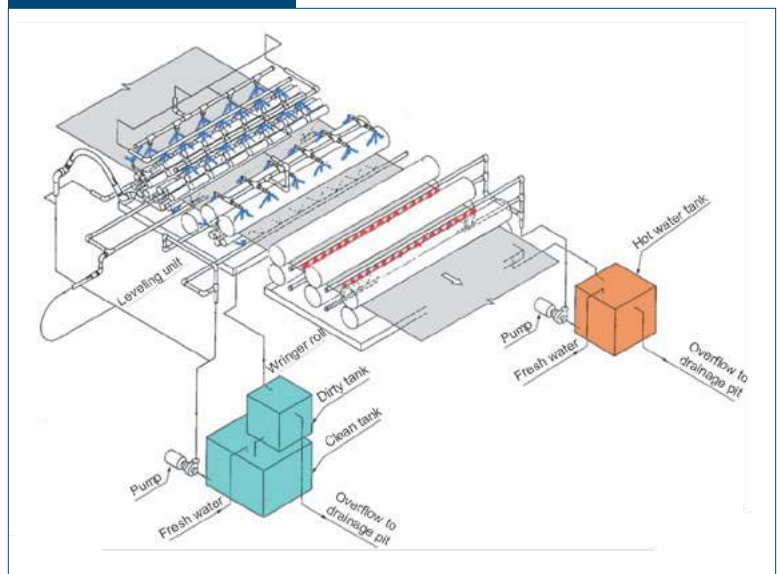 Leveling unit
Wringer roll
Dirty tank
Clean tank
Pump
Fresh water
Overflow to
drainage pit
Hot water tank
Pump
Fresh water
Overflow to
drainage pit